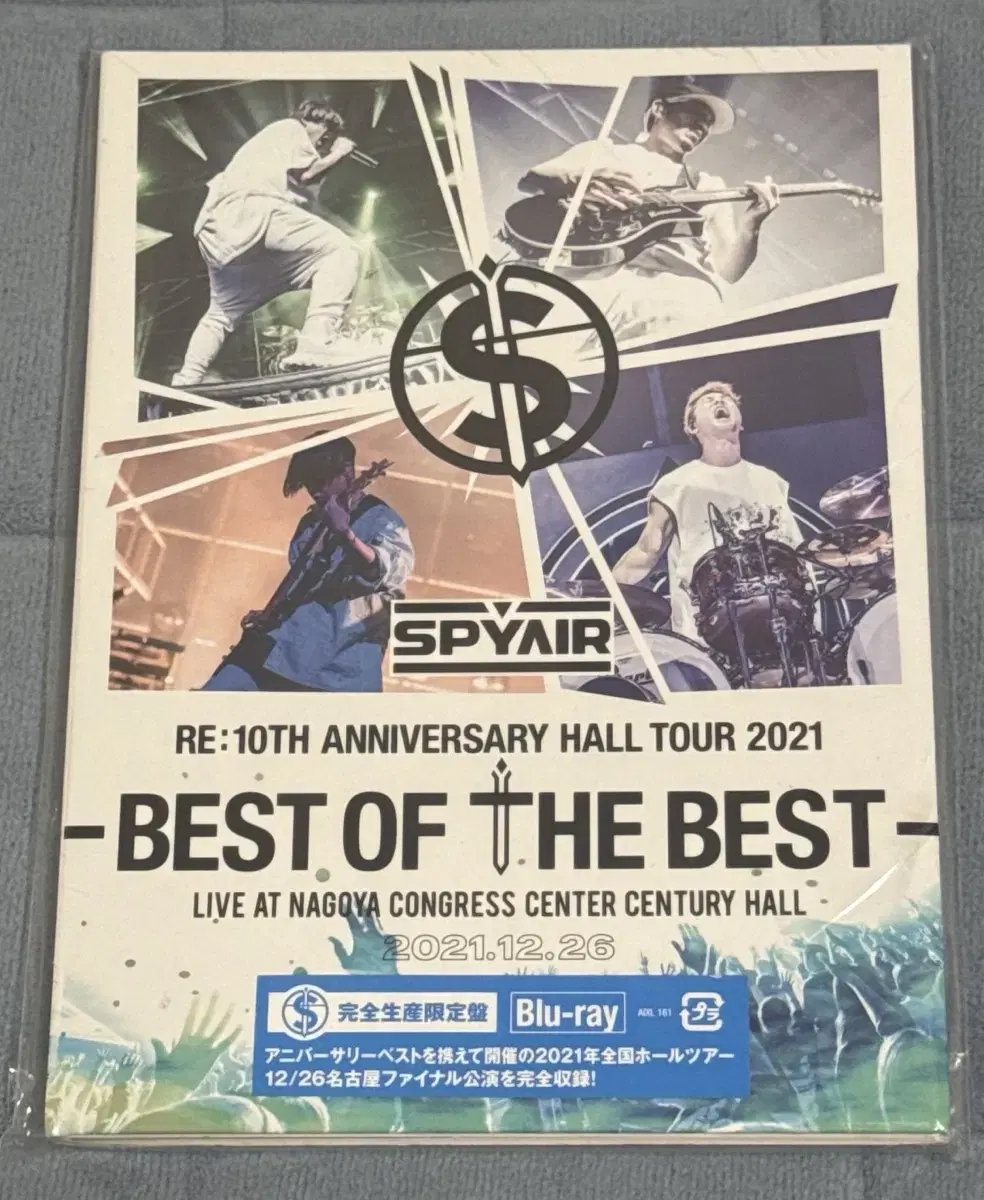 SPYAIR
RE:10TH ANNIVERSARY HALL TOUR 2021
-BEST OF THE BEST-
LIVE AT NAGOYA CONGRESS CENTER CENTURY HALL
2021.12.26
S 完全生産限定盤 Blu-ray AIXL 161 プラ
アニバーサリーベストを携えて開催の2021年全国ホールツアー
12/26名古屋ファイナル公演を完全収録!